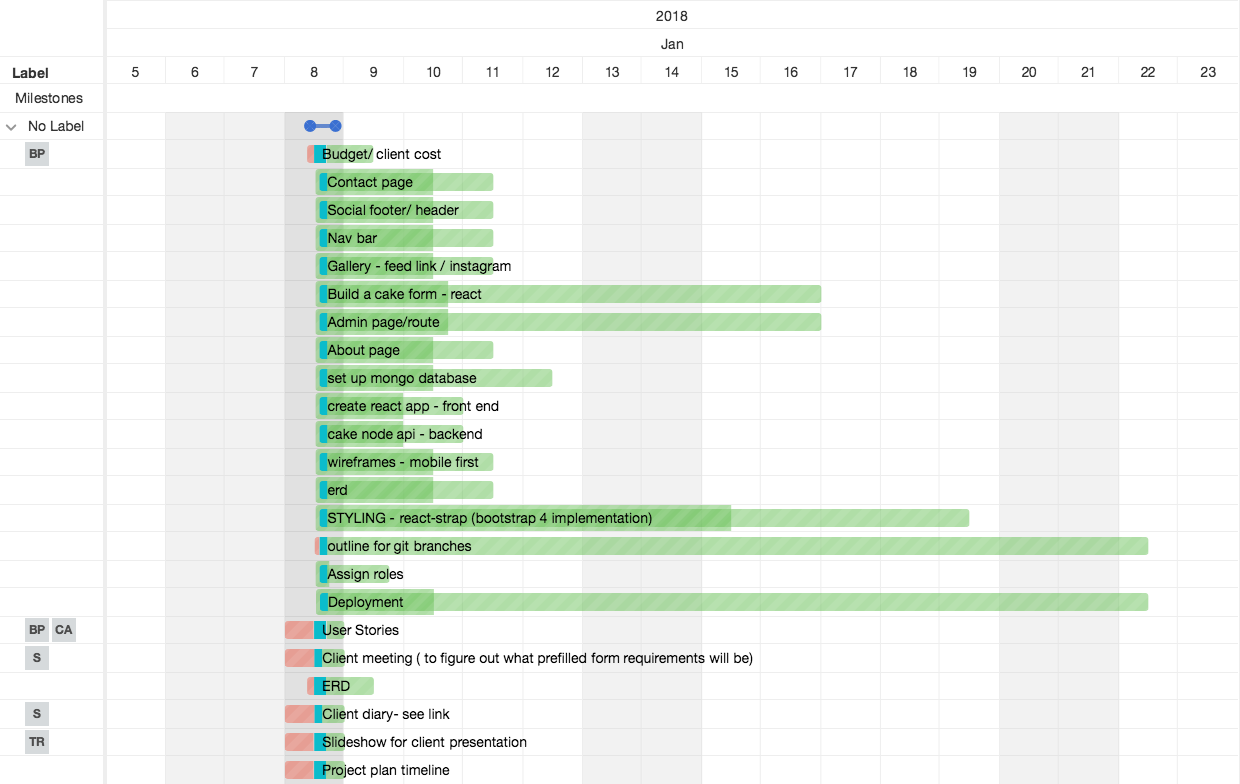 2018
Jan
Label 5 6 7 8 9 10 11 12 13 14 15 16 17 18 19 20 21 22 23
Milestones
No Label
BP Budget/ client cost
Contact page
Social footer/ header
Nav bar
Gallery - feed link / instagram
Build a cake form - react
Admin page/route
About page
set up mongo database
create react app - front end
cake node api - backend
wireframes - mobile first
erd
STYLING - react-strap (bootstrap 4 implementation)
outline for git branches
Assign roles
Deployment
BP CA User Stories
S Client meeting ( to figure out what prefilled form requirements will be)
ERD
S Client diary- see link
TR Slideshow for client presentation
Project plan timeline